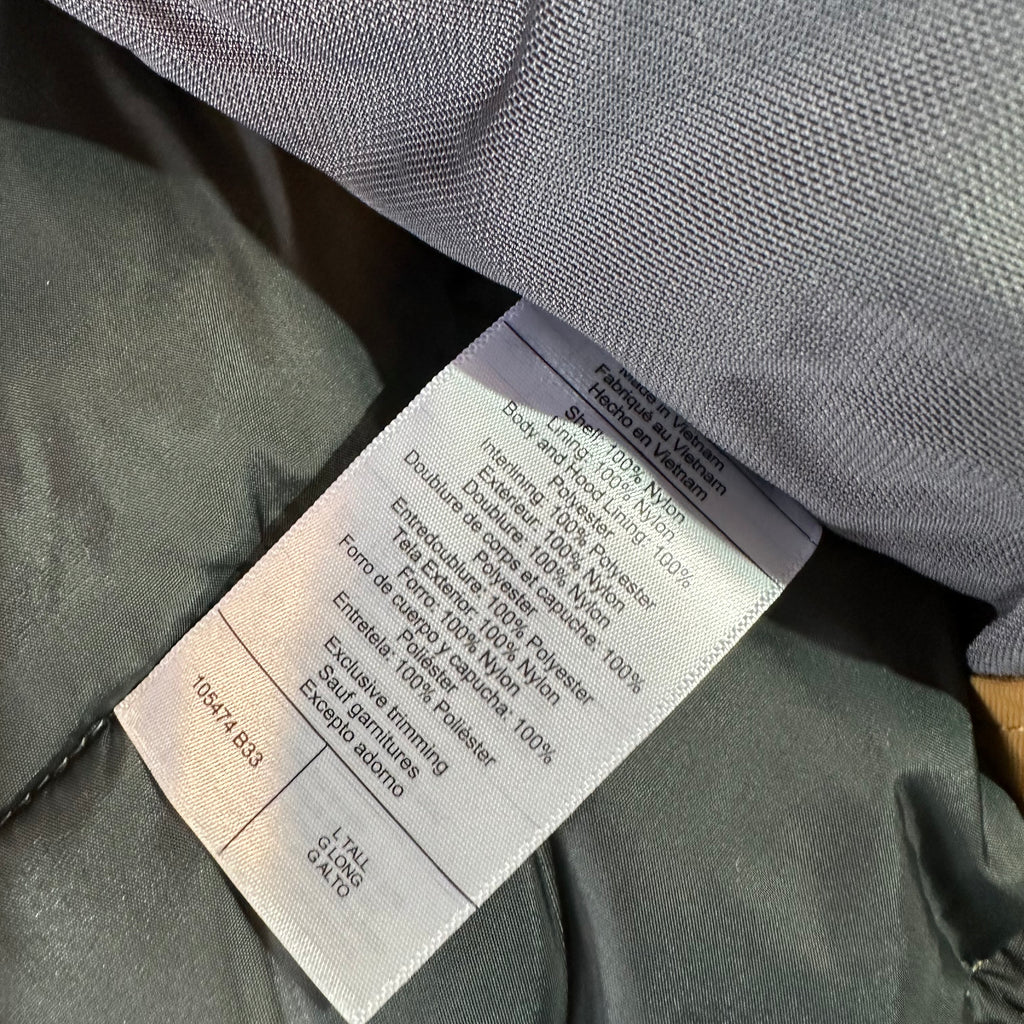 Made in Vietnam
Fabriqué au Vietnam
Hecho en Vietnam
Shell: 100% Nylon
Lining: 100% Nylon
Body and Hood Lining: 100%
Polyester
Interlining: 100% Polyester
Exterieur: 100% Nylon
Doublure: 100% Nylon
Doublure de corps et capuche: 100%
Polyester
Entredoublure: 100% Polyester
Tela Exterior: 100% Nylon
Forro: 100% Nylon
Forro de cuerpo y capucha: 100%
Poliéster
Entretela: 100% Poliéster
Exclusive trimming
Sauf garnitures
Excepto adorno
105474 B33
L TALL
G LONG
G ALTO